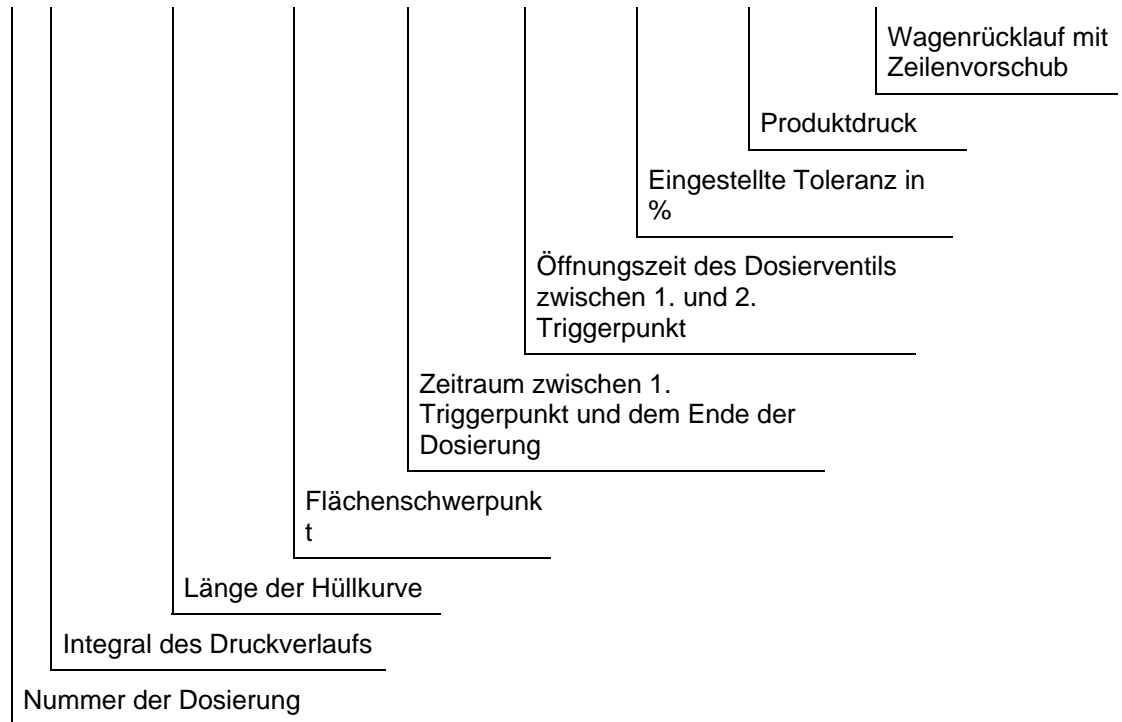 Wagenrücklauf mit
Zeilenvorschub
Produktdruck
Eingestellte Toleranz in
%
Öffnungszeit des Dosierventils
zwischen 1. und 2.
Triggerpunkt
Zeitraum zwischen 1.
Triggerpunkt und dem Ende der
Dosierung
Flächenschwerpunk
t
Länge der Hüllkurve
Integral des Druckverlaufs
Nummer der Dosierung